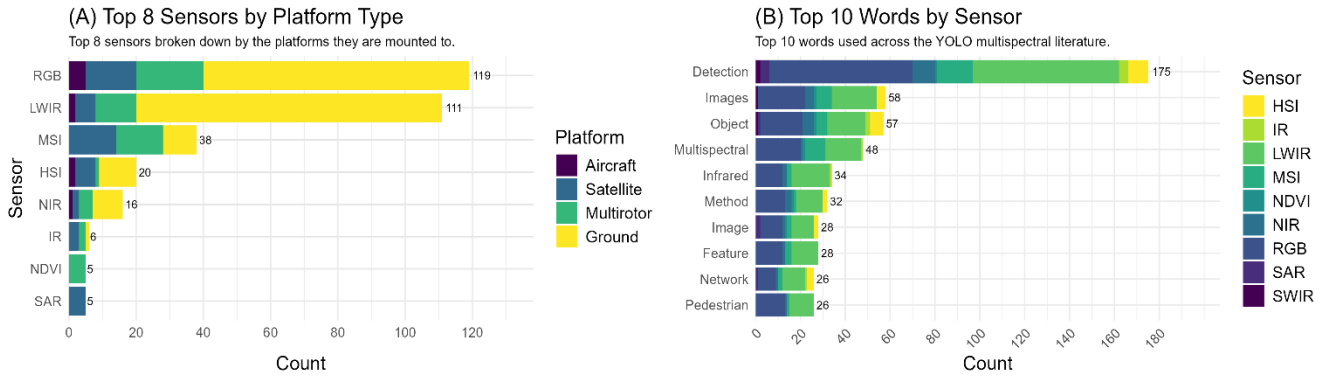 (A) Top 8 Sensors by Platform Type
Top 8 sensors broken down by the platforms they are mounted to.
Sensor
RGB
119
LWIR
111
MSI
38
HSI
20
NIR
16
IR
6
NDVI
5
SAR
5
0 20 40 60 80 100 120
Count
Platform
Aircraft
Satellite
Multirotor
Ground
(B) Top 10 Words by Sensor
Top 10 words used across the YOLO multispectral literature.
Detection
175
Images
58
Object
57
Multispectral
48
Infrared
34
Method
32
Image
28
Feature
28
Network
26
Pedestrian
26
0 20 40 60 80 100 120 140 160 180
Count
Sensor
HSI
IR
LWIR
MSI
NDVI
NIR
RGB
SAR
SWIR